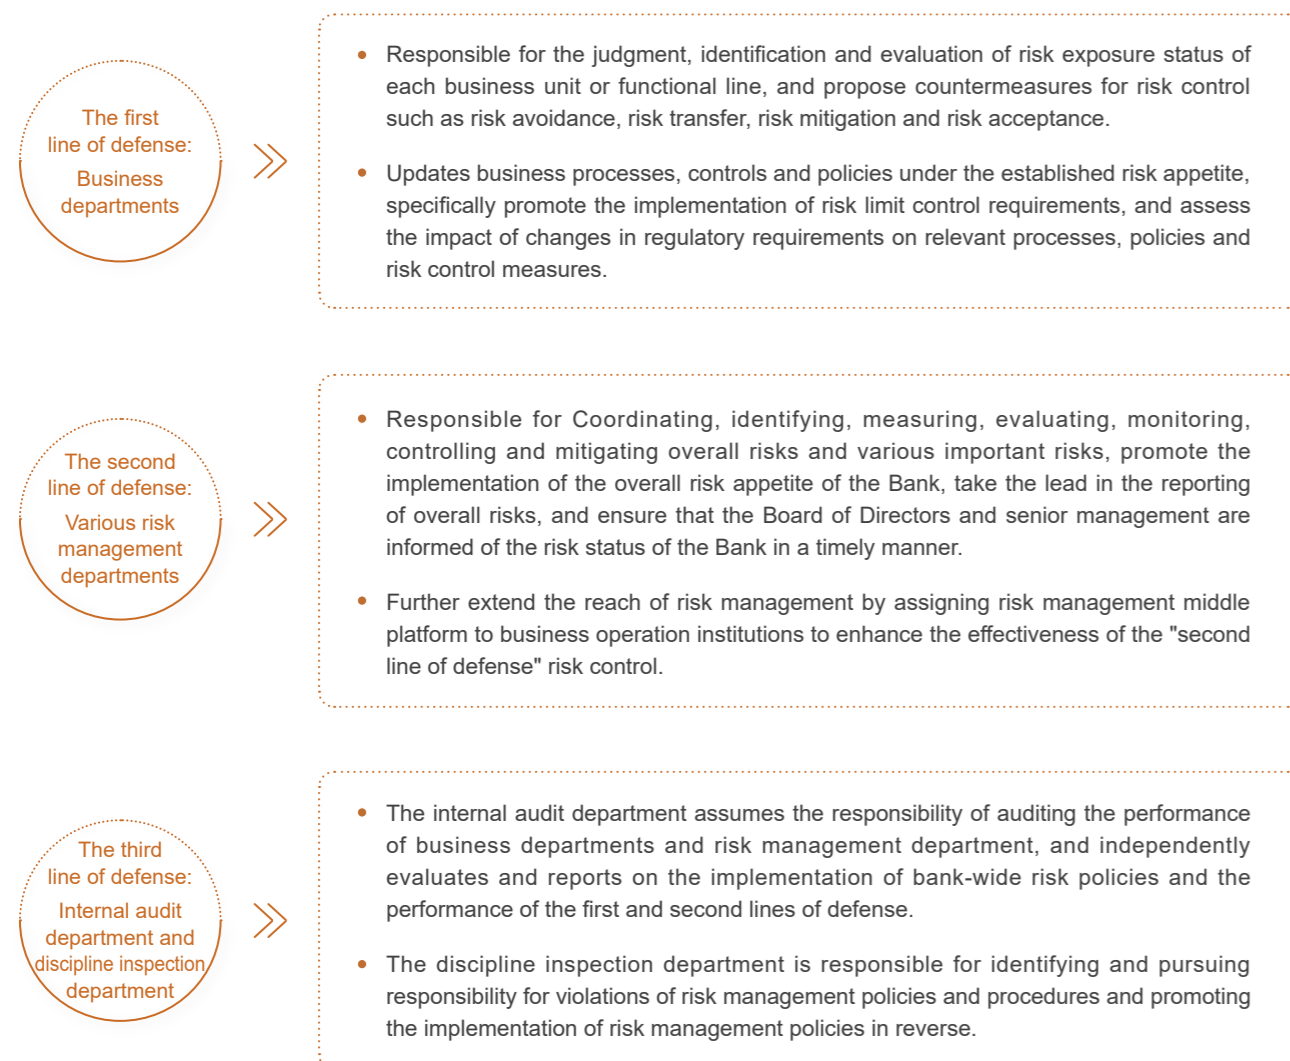 The first
line of defense:
Business
departments
• Responsible for the judgment, identification and evaluation of risk exposure status of
each business unit or functional line, and propose countermeasures for risk control
such as risk avoidance, risk transfer, risk mitigation and risk acceptance.
• Updates business processes, controls and policies under the established risk appetite,
specifically promote the implementation of risk limit control requirements, and assess
the impact of changes in regulatory requirements on relevant processes, policies and
risk control measures.
The second
line of defense:
Various risk
management
departments
• Responsible for Coordinating, identifying, measuring, evaluating, monitoring,
controlling and mitigating overall risks and various important risks, promote the
implementation of the overall risk appetite of the Bank, take the lead in the reporting
of overall risks, and ensure that the Board of Directors and senior management are
informed of the risk status of the Bank in a timely manner.
• Further extend the reach of risk management by assigning risk management middle
platform to business operation institutions to enhance the effectiveness of the "second
line of defense" risk control.
The third
line of defense:
Internal audit
department and
discipline inspection
department
• The internal audit department assumes the responsibility of auditing the performance
of business departments and risk management department, and independently
evaluates and reports on the implementation of bank-wide risk policies and the
performance of the first and second lines of defense.
• The discipline inspection department is responsible for identifying and pursuing
responsibility for violations of risk management policies and procedures and promoting
the implementation of risk management policies in reverse.